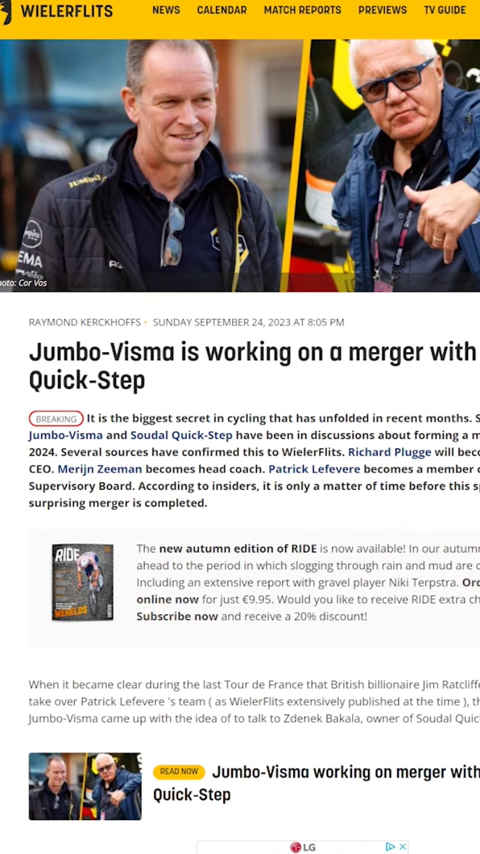 WIELERFLITS NEWS CALENDAR MATCH REPORTS PREVIEWS TV GUIDE
JUMBO
EMA
hoto: Cor Vos
RAYMOND KERCKHOFFS • SUNDAY SEPTEMBER 24, 2023 AT 8:05 PM
Jumbo-Visma is working on a merger with
Quick-Step
BREAKING It is the biggest secret in cycling that has unfolded in recent months. S
Jumbo-Visma and Soudal Quick-Step have been in discussions about forming a m
2024. Several sources have confirmed this to WielerFlits. Richard Plugge will beco
CEO. Merijn Zeeman becomes head coach. Patrick Lefevere becomes a member o
Supervisory Board. According to insiders, it is only a matter of time before this sp
surprising merger is completed.
RIDE
The new autumn edition of RIDE is now available! In our autumn
ahead to the period in which slogging through rain and mud are c
Including an extensive report with gravel player Niki Terpstra. Ord
online now for just €9.95. Would you like to receive RIDE extra ch
Subscribe now and receive a 20% discount!
When it became clear during the last Tour de France that British billionaire Jim Ratcliffe
take over Patrick Lefevere 's team ( as WielerFlits extensively published at the time ), th
Jumbo-Visma came up with the idea of to talk to Zdenek Bakala, owner of Soudal Quic
READ NOW Jumbo-Visma working on merger with
Quick-Step
LG